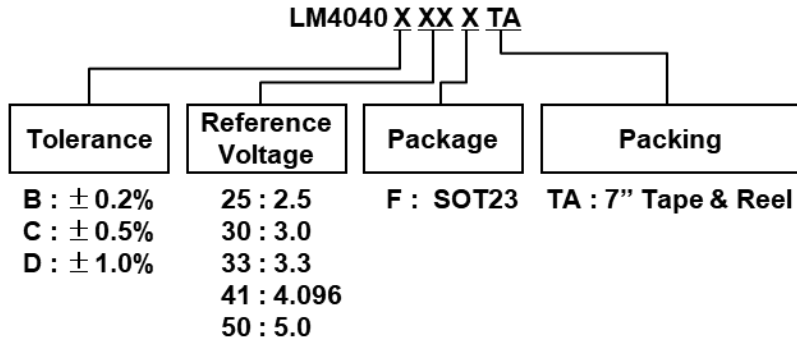 LM4040 X XX X TA
Tolerance
Reference
Voltage
Package
Packing
B : ± 0.2%
C : ± 0.5%
D : ± 1.0%
25 : 2.5
30 : 3.0
33 : 3.3
41 : 4.096
50 : 5.0
F : SOT23
TA : 7” Tape & Reel